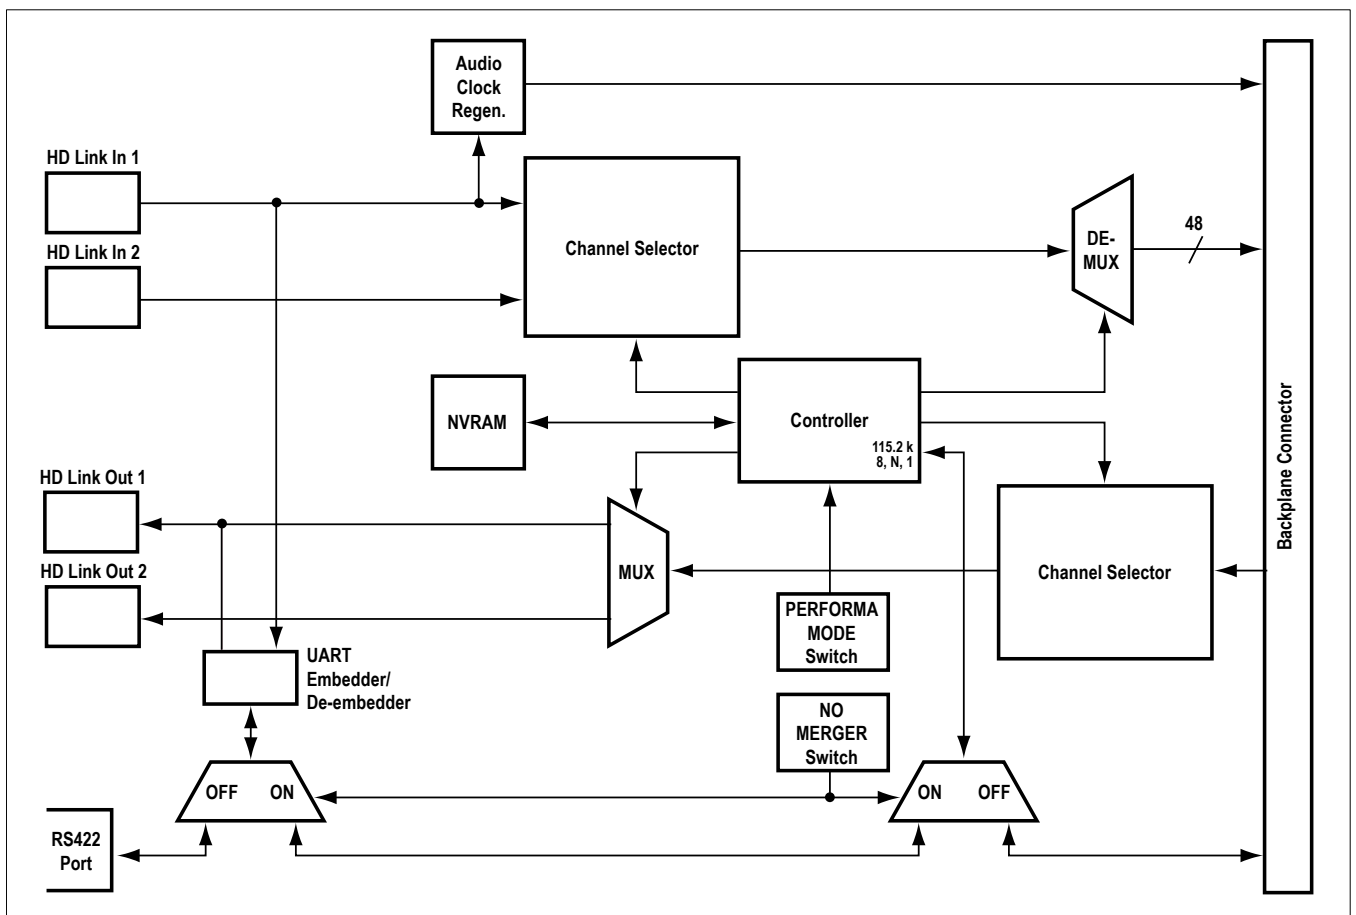 Audio
Clock
Regen.
HD Link In 1
HD Link In 2
Channel Selector
DE-
MUX
48
NVRAM
Controller
115.2 k
8, N, 1
Backplane Connector
HD Link Out 1
HD Link Out 2
MUX
Channel Selector
PERFORMA
MODE
Switch
UART
Embedder/
De-embedder
NO
MERGER
Switch
OFF ON
ON OFF
RS422
Port